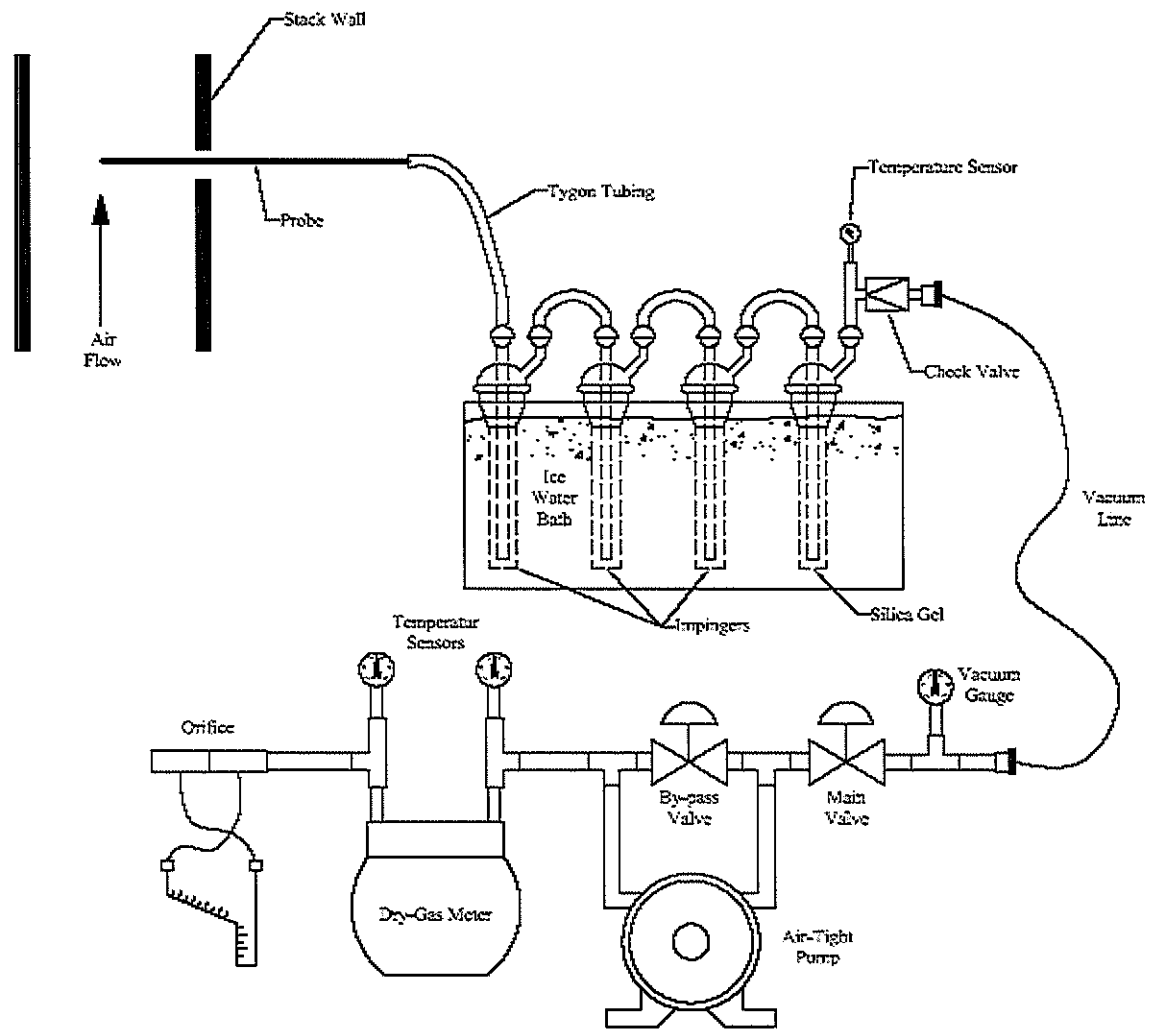 Stack Wall
Temperature Sensor
Tygon Tubing
Probe
Air
Flow
Check Valve
Ice
Water
Bath
Vacuum
Line
Impingers
Silica Gel
Temperatur
Sensors
Vacuum
Gauge
Orifice
By-pass
Valve
Main
Valve
Dry-Gas Meter
Air-Tight
Pump